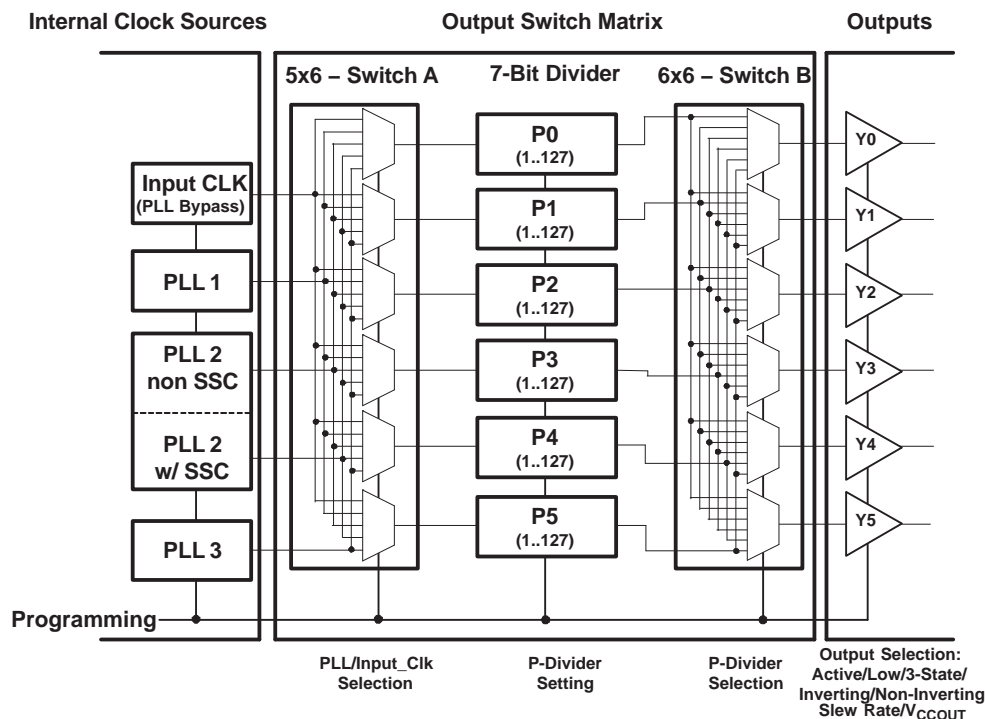 Internal Clock Sources
Output Switch Matrix
Outputs
5x6 – Switch A
7-Bit Divider
6x6 – Switch B
Input CLK
(PLL Bypass)
PLL 1
PLL 2
non SSC
PLL 2
w/ SSC
PLL 3
P0
(1..127)
P1
(1..127)
P2
(1..127)
P3
(1..127)
P4
(1..127)
P5
(1..127)
Y0
Y1
Y2
Y3
Y4
Y5
Programming
PLL/Input_Clk
Selection
P-Divider
Setting
P-Divider
Selection
Output Selection:
Active/Low/3-State/
Inverting/Non-Inverting
Slew Rate/VCCOUT